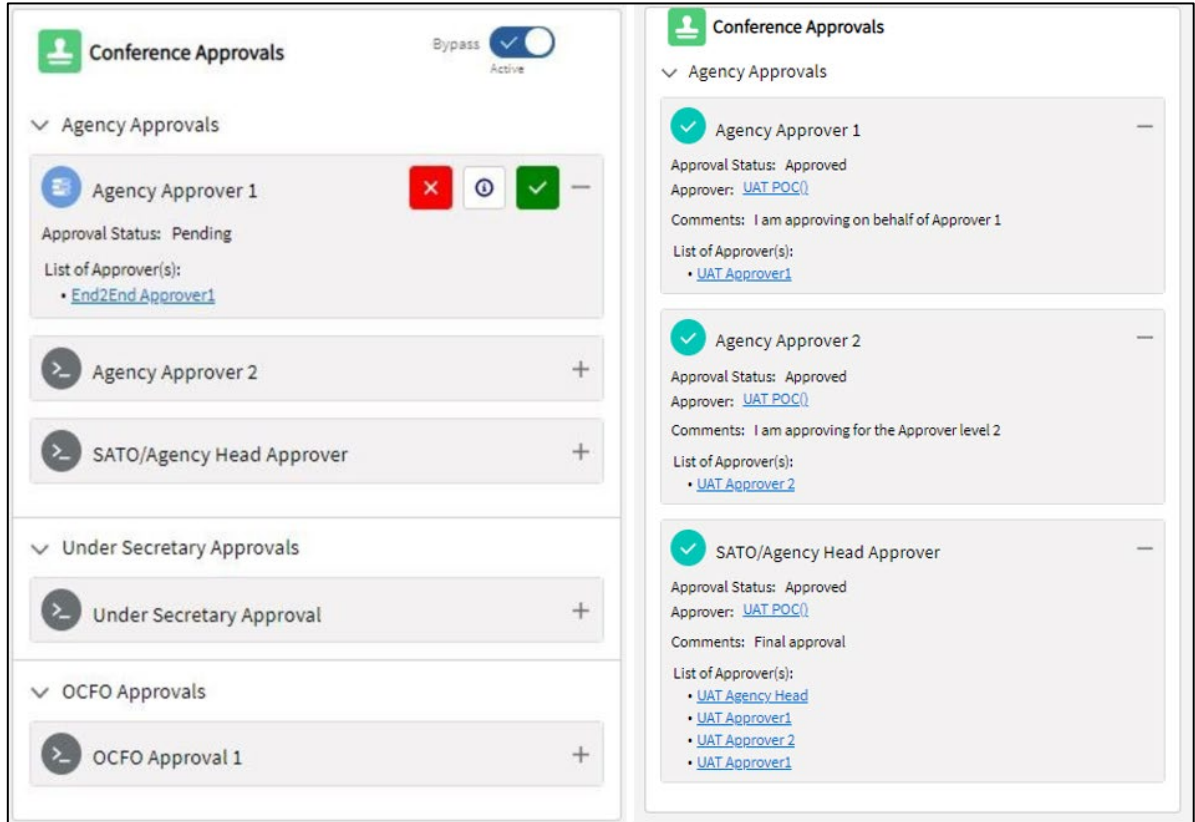 Conference Approvals
Bypass
Active
Agency Approvals
Agency Approver 1
Approval Status: Pending
List of Approver(s):
• End2End Approver1
Agency Approver 2
SATO/Agency Head Approver
Under Secretary Approvals
Under Secretary Approval
OCFO Approvals
OCFO Approval 1
Conference Approvals
Agency Approvals
Agency Approver 1
Approval Status: Approved
Approver: UAT POC()
Comments: I am approving on behalf of Approver 1
List of Approver(s):
• UAT Approver1
Agency Approver 2
Approval Status: Approved
Approver: UAT POC()
Comments: I am approving for the Approver level 2
List of Approver(s):
• UAT Approver 2
SATO/Agency Head Approver
Approval Status: Approved
Approver: UAT POC()
Comments: Final approval
List of Approver(s):
• UAT Agency Head
• UAT Approver1
• UAT Approver 2
• UAT Approver1